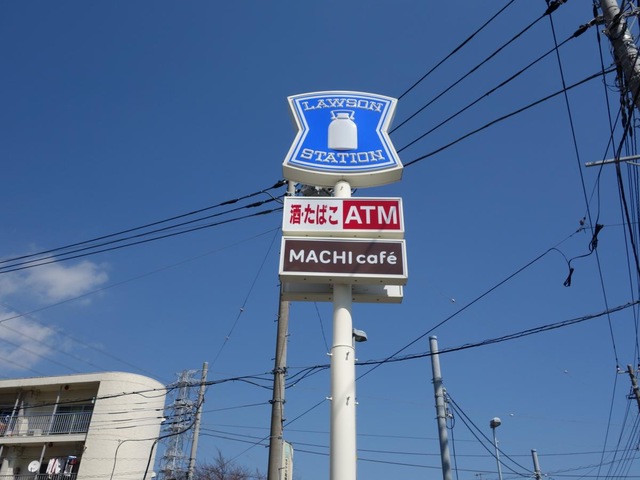 LAWSON
STATION
酒・たばこ ATM
MACHI café